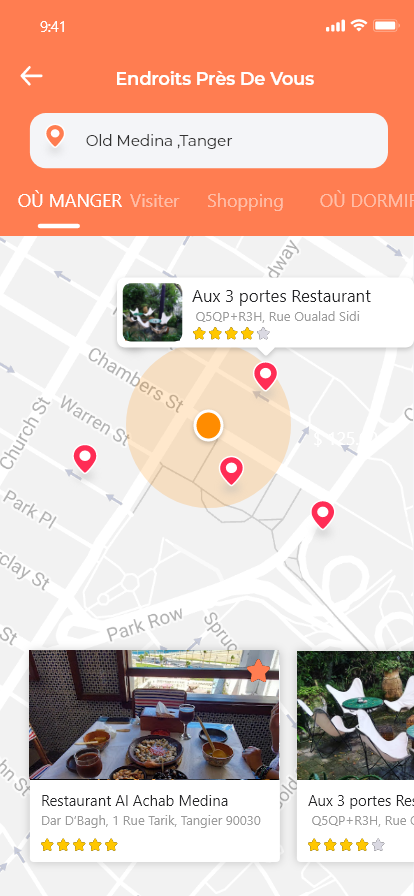 9:41
Endroits Près De Vous
Old Medina ,Tanger
OÙ MANGER Visiter Shopping OÙ DORMIR
dway
Aux 3 portes Restaurant
Q5QP+R3H, Rue Oualad Sidi
Chambers St
Warren St
Church St
$ 125.
Park Pl
clay St
Park Row
Spruc
St
Restaurant Al Achab Medina
Dar D’Bagh, 1 Rue Tarik, Tangier 90030
hn St
Gold
Aux 3 portes Res
Q5QP+R3H, Rue O